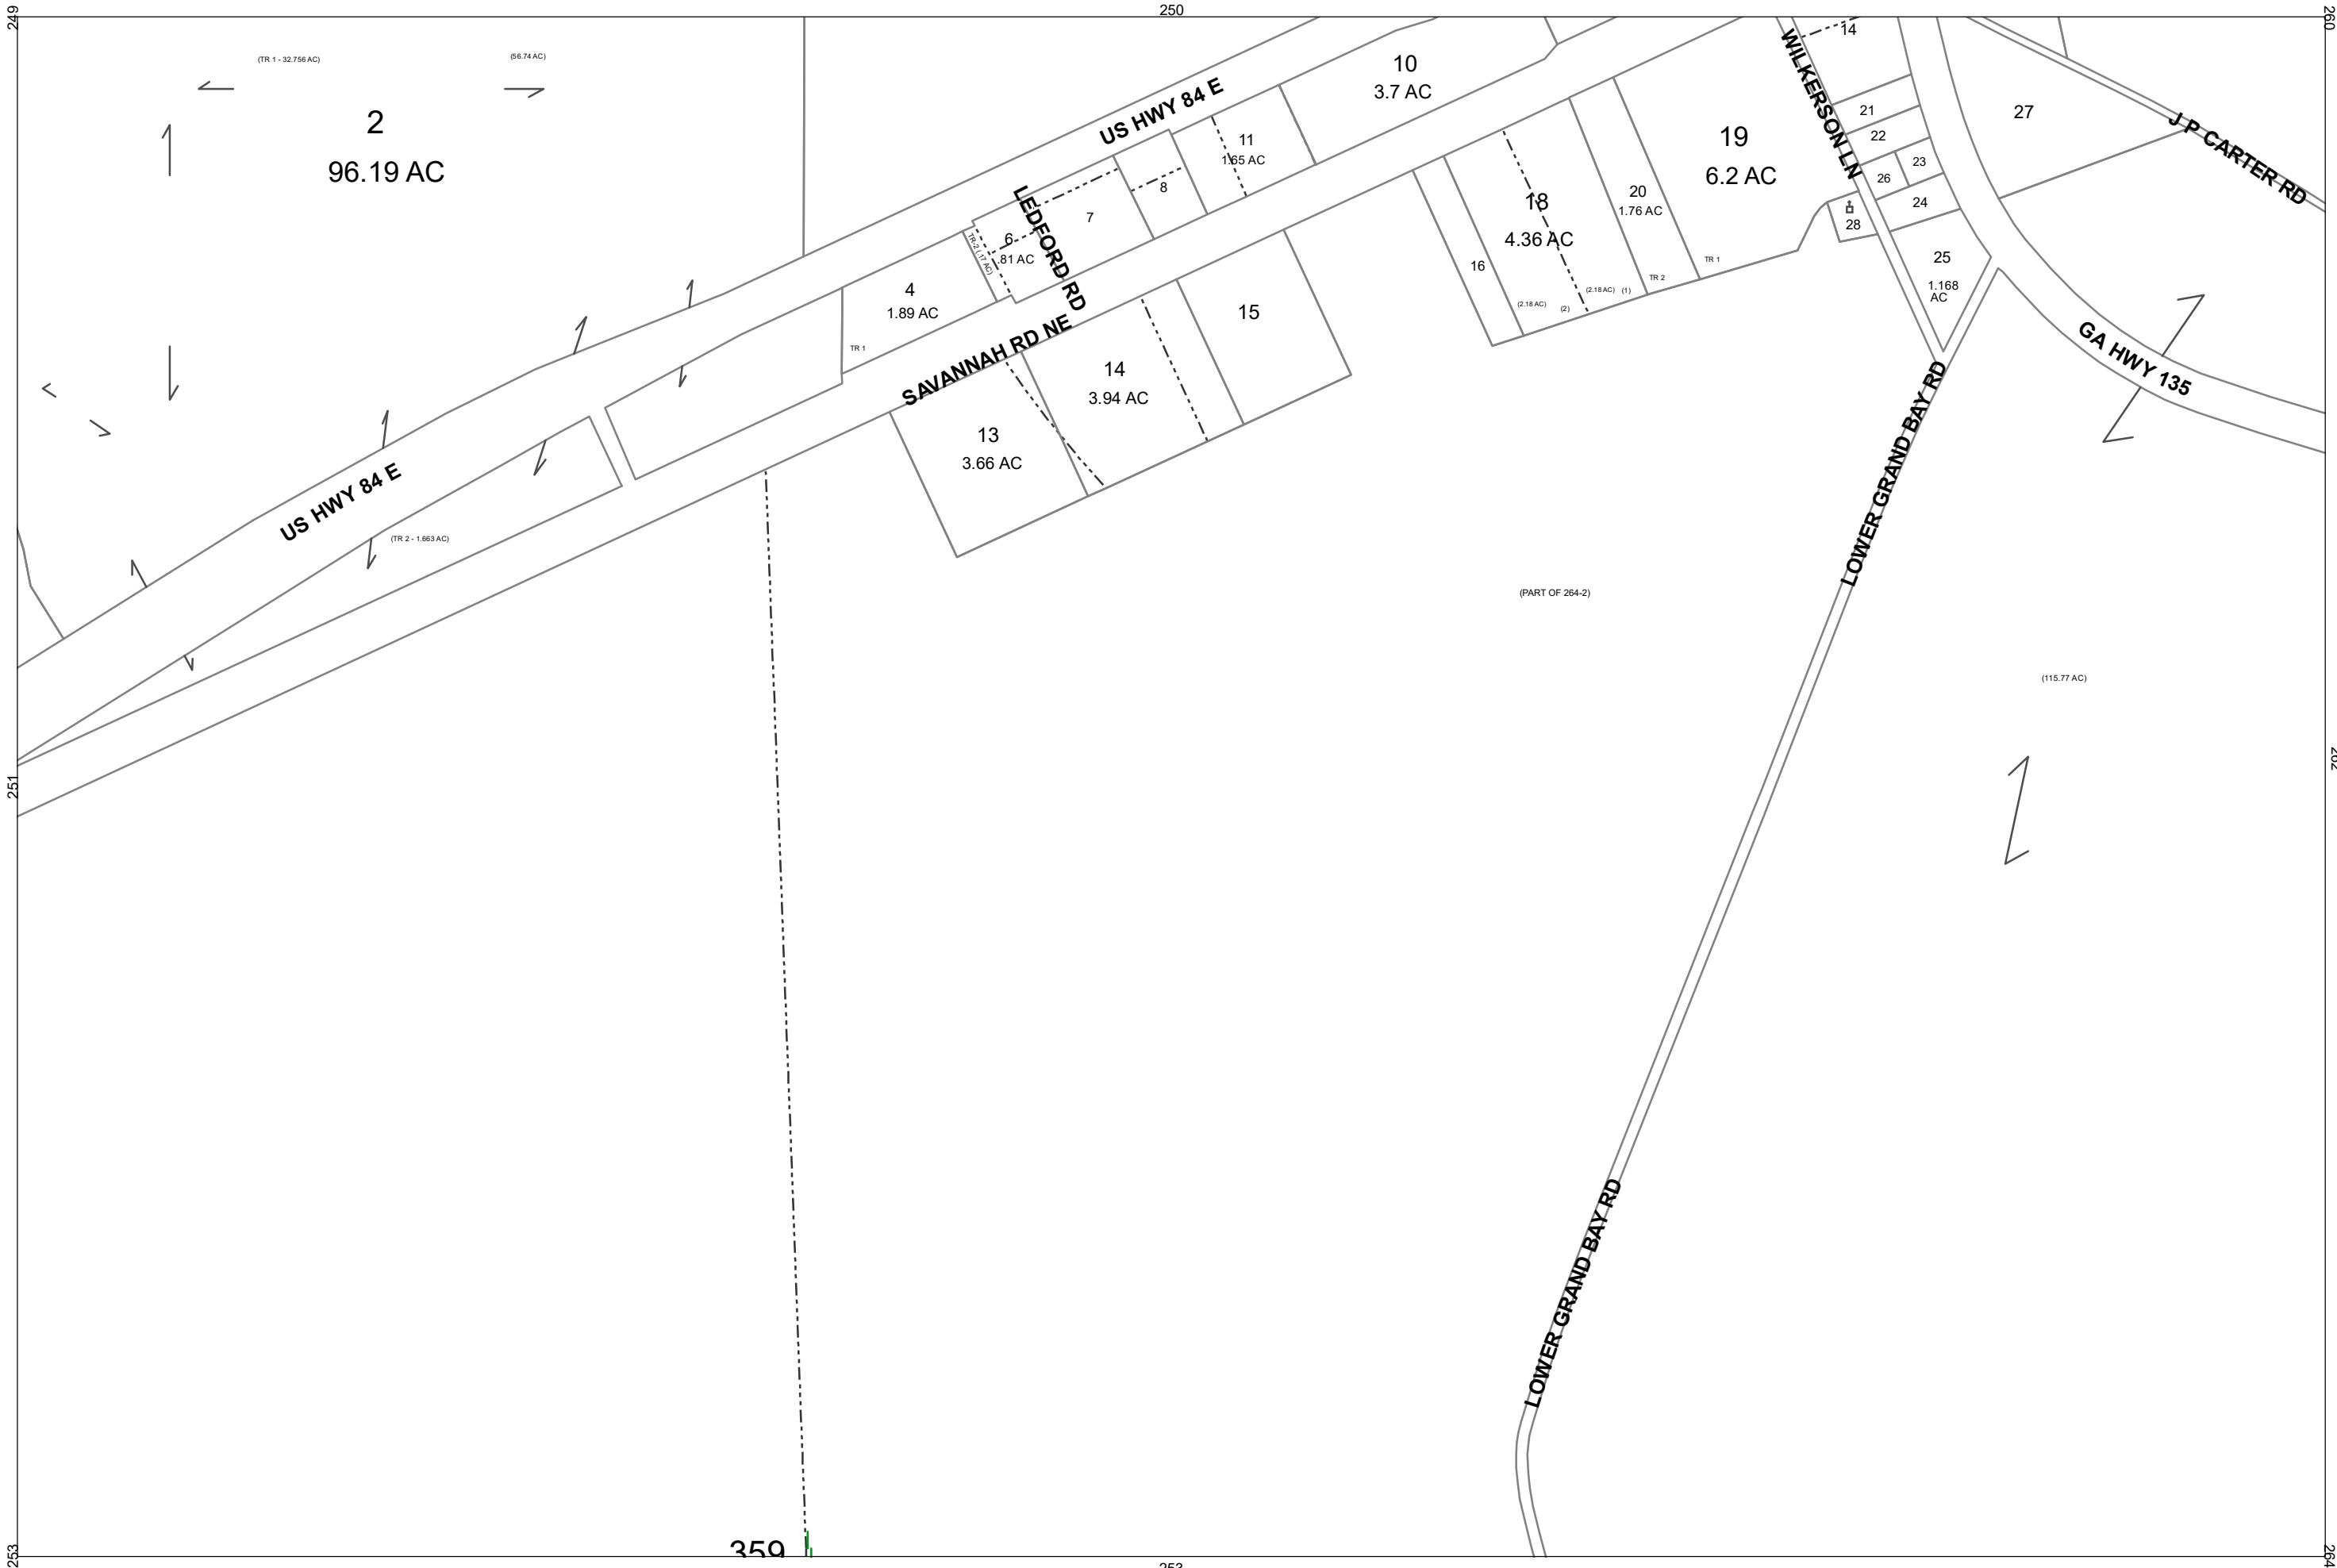 249
250
260
(TR 1 - 32.756 AC)
(56.74 AC)
2
96.19 AC
US HWY 84 E
10
3.7 AC
11
1.65 AC
8
7
LEDFORD RD
6
.81 AC
TR-2 (.17 AC)
4
1.89 AC
TR 1
SAVANNAH RD NE
13
3.66 AC
14
3.94 AC
15
16
18
4.36 AC
(2.18 AC)
(2)
(2.18 AC)
(1)
20
1.76 AC
TR 2
19
6.2 AC
TR 1
WILKERSON LN
14
21
22
23
26
24
28
25
1.168
AC
27
J P CARTER RD
GA HWY 135
LOWER GRAND BAY RD
US HWY 84 E
(TR 2 - 1.663 AC)
(PART OF 264-2)
(115.77 AC)
251
262
LOWER GRAND BAY RD
359
253
253
264